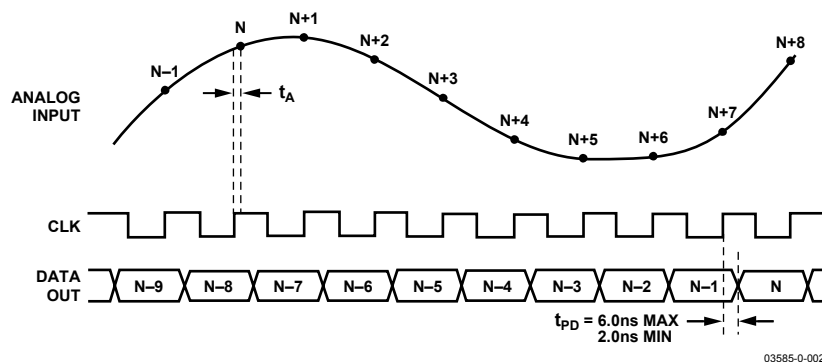 N–1
N
N+1
N+2
N+3
N+4
N+5
N+6
N+7
N+8
ANALOG
INPUT
tA
CLK
DATA
OUT
N–9
N–8
N–7
N–6
N–5
N–4
N–3
N–2
N–1
N
tPD = 6.0ns MAX
2.0ns MIN
03585-0-002